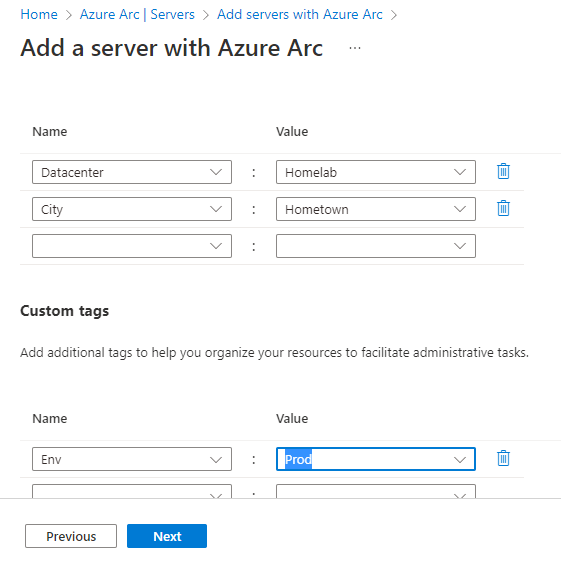 Home > Azure Arc | Servers > Add servers with Azure Arc >
Add a server with Azure Arc ...
Name Value
Datacenter : Homelab
City : Hometown
:
Custom tags
Add additional tags to help you organize your resources to facilitate administrative tasks.
Name Value
Env : Prod
:
Previous Next